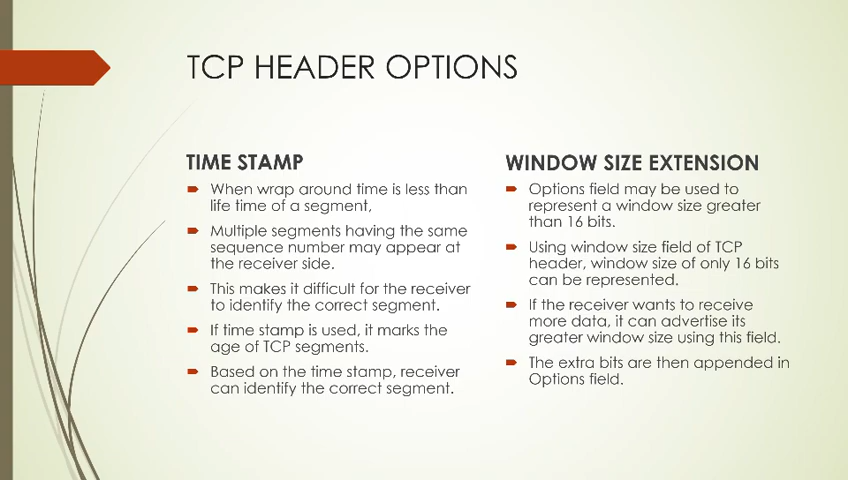 TCP HEADER OPTIONS
TIME STAMP
When wrap around time is less than
life time of a segment,
Multiple segments having the same
sequence number may appear at
the receiver side.
This makes it difficult for the receiver
to identify the correct segment.
If time stamp is used, it marks the
age of TCP segments.
Based on the time stamp, receiver
can identify the correct segment.
WINDOW SIZE EXTENSION
Options field may be used to
represent a window size greater
than 16 bits.
Using window size field of TCP
header, window size of only 16 bits
can be represented.
If the receiver wants to receive
more data, it can advertise its
greater window size using this field.
The extra bits are then appended in
Options field.